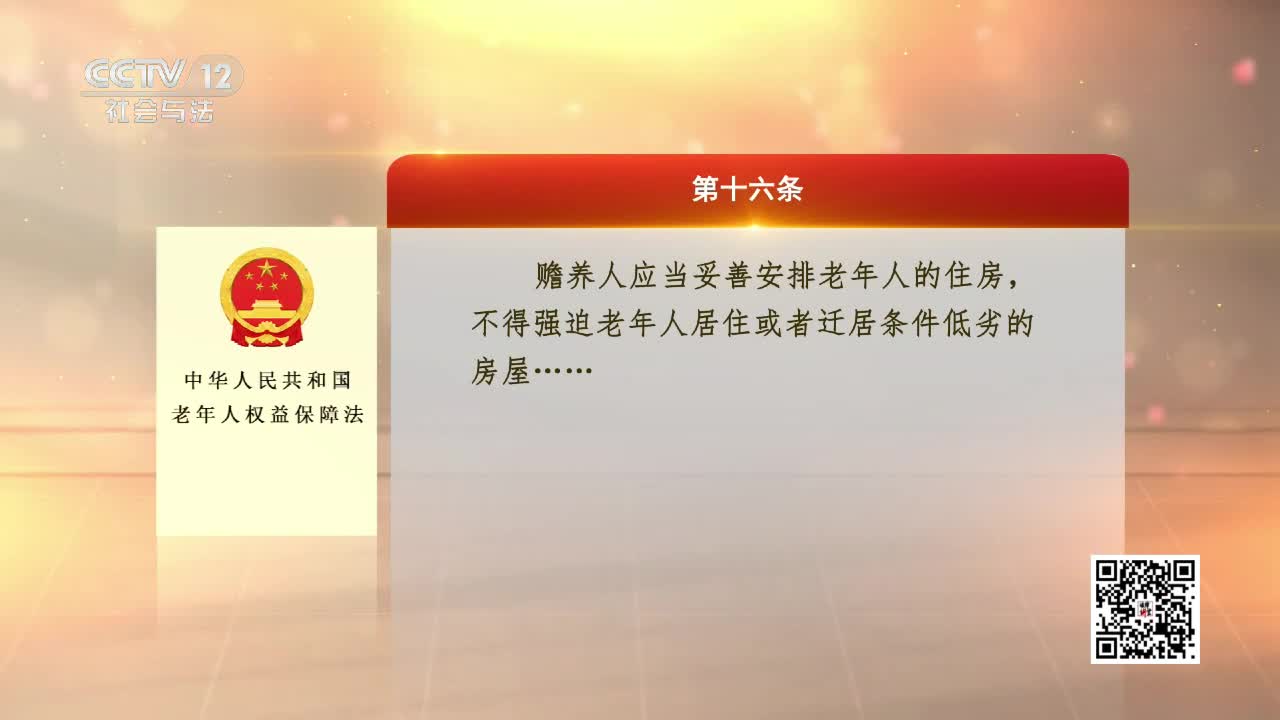 CCTV 12
社会与法
第十六条
赡养人应当妥善安排老年人的住房，
不得强迫老年人居住或者迁居条件低劣的
房屋……
中华人民共和国
老年人权益保障法